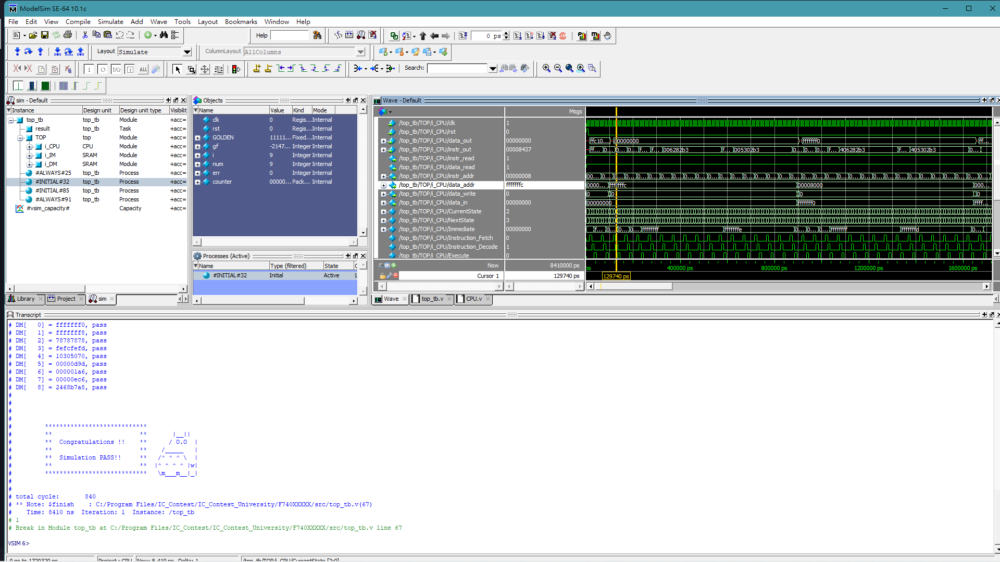 ModelSim SE-64 10.1c
File Edit View Compile Simulate Add Wave Tools Layout Bookmarks Window Help
Help
0 ps
Layout Simulate
ColumnLayout AllColumns
Search:
sim - Default
Instance Design unit Design unit type Visibilit
top_tb top_tb Module +acc=
result top_tb Task +acc=
TOP top Module +acc=
i_CPU CPU Module +acc=
i_IM SRAM Module +acc=
i_DM SRAM Module +acc=
#ALWAYS#25 top_tb Process +acc=
#INITIAL#32 top_tb Process +acc=
#INITIAL#85 top_tb Process +acc=
#ALWAYS#91 top_tb Process +acc=
#vsim_capacity# Capacity +acc=
Library Project sim
Objects
Name Value Kind Mode
clk 0 Regis... Internal
rst 0 Regis... Internal
GOLDEN 11111... Fixed... Internal
gf -2147... Integer Internal
i 9 Integer Internal
num 9 Integer Internal
err 0 Integer Internal
counter 00000... Pack... Internal
Processes (Active)
Name Type (filtered) State C
#INITIAL#32 Initial Active 1
Wave - Default
Msgs
/top_tb/TOP/i_CPU/clk 1
/top_tb/TOP/i_CPU/rst 0
/top_tb/TOP/i_CPU/data_out 00000000 ffc10... 00000000 fffffff0 ff...
/top_tb/TOP/i_CPU/instr_out 00008437 ff... 0... 0... 0... f... f... 006282b3 f... 005302b3 0... 0... 0... f... 406282b3 f... 405302b3 0...
/top_tb/TOP/i_CPU/instr_read 1
/top_tb/TOP/i_CPU/data_read 1
/top_tb/TOP/i_CPU/instr_addr 00000008
/top_tb/TOP/i_CPU/data_addr fffffffc 0000... fffffffc 00008000 000...
/top_tb/TOP/i_CPU/data_write 0 0 0 0 0
/top_tb/TOP/i_CPU/data_in 00000000 00000000 fffffff0 ffff...
/top_tb/TOP/i_CPU/CurrentState 2
/top_tb/TOP/i_CPU/NextState 3
/top_tb/TOP/i_CPU/Immediate 00000000 f... 0... 0... 0... ffffffff fffffffe 0... 0... 0... ffffffff fffffffd 0...
/top_tb/TOP/i_CPU/Instruction_Fetch 0
/top_tb/TOP/i_CPU/Instruction_Decode 1
/top_tb/TOP/i_CPU/Execute 0
Now 8410000 ps ps 400000 ps 800000 ps 1200000 ps 1600000 ps
Cursor 1 129740 ps 129740 ps
Wave top_tb.v CPU.v
Transcript
# DM[   0] = fffffff0, pass
# DM[   1] = fffffff8, pass
# DM[   2] = 78787878, pass
# DM[   3] = fefcfefd, pass
# DM[   4] = 10305070, pass
# DM[   5] = 00000d9d, pass
# DM[   6] = 000001a6, pass
# DM[   7] = 00000ec6, pass
# DM[   8] = 2468b7a8, pass
#
#
#
#
#         ****************************
#         **                        **       |__||
#         **  Congratulations !!    **      / O.O  |
#         **                        **    /_____   |
#         **  Simulation PASS!!     **   /^ ^ ^ \  |
#         **                        **  |^ ^ ^ ^ |w|
#         ****************************   \m___m__|_|
#
#
# total cycle:       840
# ** Note: $finish    : C:/Program Files/IC_Contest/IC_Contest_University/F740XXXXX/src/top_tb.v(67)
#    Time: 8410 ns  Iteration: 1  Instance: /top_tb
# 1
# Break in Module top_tb at C:/Program Files/IC_Contest/IC_Contest_University/F740XXXXX/src/top_tb.v line 67
VSIM 6>
0 ps to 1720320 ps Project : CPU Now: 8,410 ns Delta: 1 /top_tb/TOP/i_CPU/CurrentState [2:0]